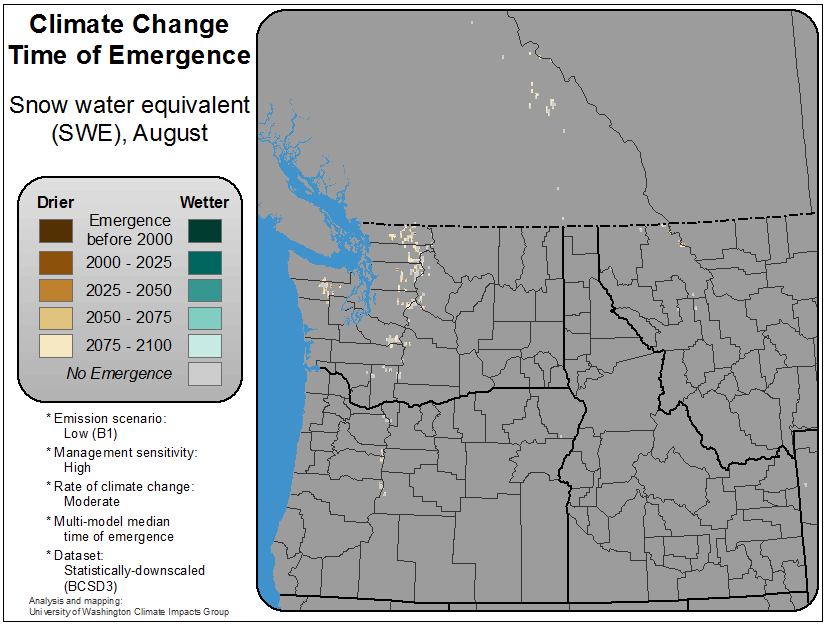 Climate Change
Time of Emergence
Snow water equivalent
(SWE), August
Drier
Wetter
Emergence
before 2000
2000 - 2025
2025 - 2050
2050 - 2075
2075 - 2100
No Emergence
* Emission scenario:
Low (B1)
* Management sensitivity:
High
* Rate of climate change:
Moderate
* Multi-model median
time of emergence
* Dataset:
Statistically-downscaled
(BCSD3)
Analysis and mapping:
University of Washington Climate Impacts Group